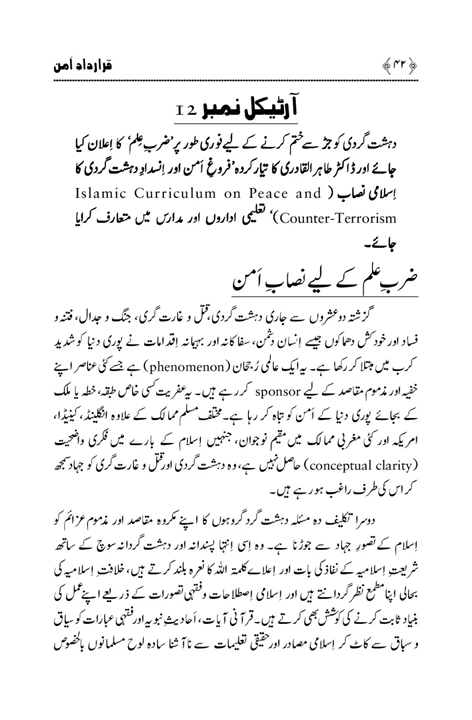 ﴿۴۲﴾ قرارداد اَمن
آرٹیکل نمبر 12
دہشت گردی کو جڑ سے ختم کرنے کے لیے فوری طور پر ’ضربِ عِلم‘ کا اِعلان کیا
جائے اور ڈاکٹر طاہر القادری کا تیار کردہ ’فروغِ اَمن اور اِنسدادِ دہشت گردی کا
اِسلامی نصاب (Islamic Curriculum on Peace and
Counter-Terrorism)‘ تعلیمی اداروں اور مدارس میں متعارف کرایا
جائے۔
ضربِ علم کے لیے نصابِ اَمن
گزشتہ دو عشروں سے جاری دہشت گردی، قتل و غارت گری، جنگ و جدال، فتنہ و
فساد اور خودکش دھماکوں جیسے اِنسان دشمن، سفاکانہ اور بہیمانہ اِقدامات نے پوری دنیا کو شدید
کرب میں مبتلا کر رکھا ہے۔ یہ ایک عالمی رُجحان (phenomenon) ہے جسے کئی عناصر اپنے
خفیہ اور مذموم مقاصد کے لیے sponsor کر رہے ہیں۔ یہ عفریت کسی خاص طبقہ، خطہ یا ملک
کے بجائے پوری دنیا کے اَمن کو تباہ کر رہا ہے۔ مختلف مسلم ممالک کے علاوہ انگلینڈ، کینیڈا،
امریکہ اور کئی مغربی ممالک میں مقیم نوجوان، جنہیں اِسلام کے بارے میں فکری واضحیت
(conceptual clarity) حاصل نہیں ہے، وہ دہشت گردی اور قتل و غارت گری کو جہاد سمجھ
کر اس کی طرف راغب ہو رہے ہیں۔
دوسرا تکلیف دہ مسئلہ دہشت گرد گروہوں کا اپنے مکروہ مقاصد اور مذموم عزائم کو
اِسلام کے تصورِ جہاد سے جوڑنا ہے۔ وہ اِسی اِنتہا پسندانہ اور دہشت گردانہ سوچ کے ساتھ
شریعتِ اِسلامیہ کے نفاذ کی بات اور اِعلاے کلمۃ اللہ کا نعرہ بلند کرتے ہیں، خلافتِ اِسلامیہ کی
بحالی اپنا مطمعِ نظر گردانتے ہیں اور اِسلامی اِصطلاحات و فقہی تصورات کے ذریعے اپنے عمل کی
بنیاد ثابت کرنے کی کوشش بھی کرتے ہیں۔ قرآنی آیات، اَحادیثِ نبویہ اور فقہی عبارات کو سیاق
و سباق سے کاٹ کر اِسلامی مصادر اور حقیقی تعلیمات سے ناآشنا سادہ لوح مسلمانوں بالخصوص